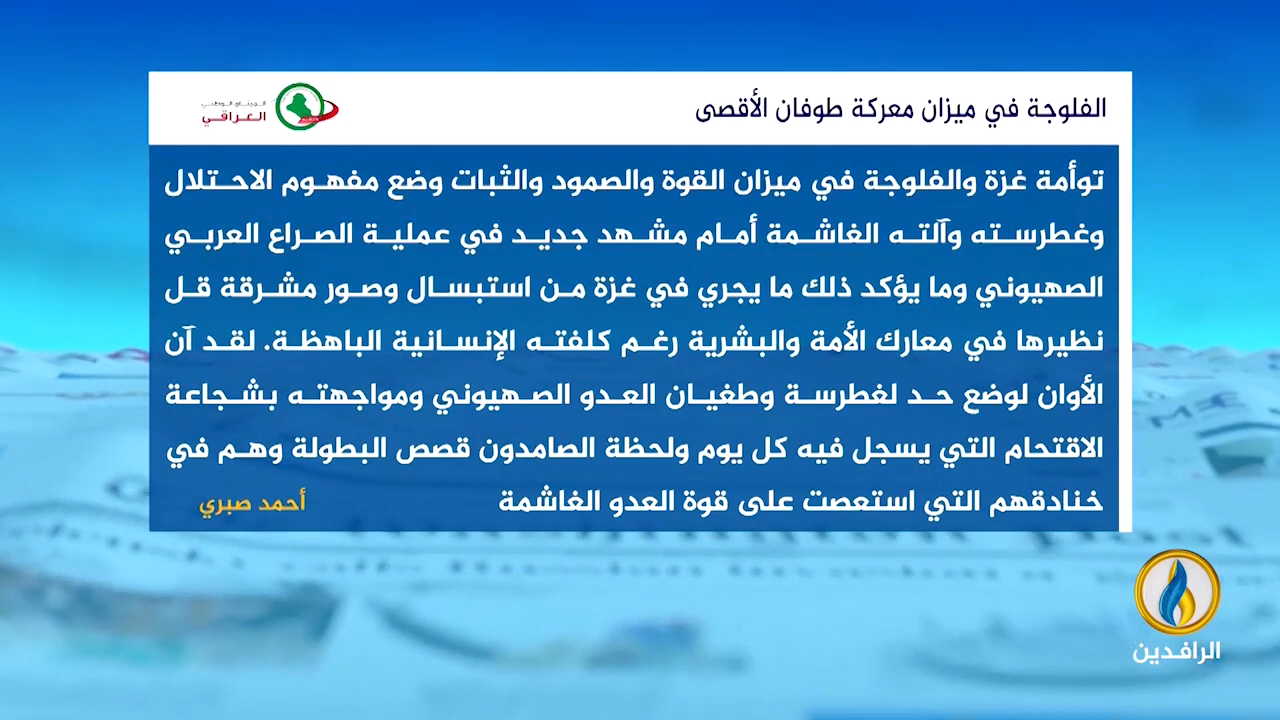 الفلوجة في ميزان معركة طوفان الأقصى
الميثاق الوطني
العراقي
توأمة غزة والفلوجة في ميزان القوة والصمود والثبات وضع مفهوم الاحتلال
وغطرسته وآلته الغاشمة أمام مشهد جديد في عملية الصراع العربي
الصهيوني وما يؤكد ذلك ما يجري في غزة من استبسال وصور مشرقة قل
نظيرها في معارك الأمة والبشرية رغم كلفته الإنسانية الباهظة. لقد آن
الأوان لوضع حد لغطرسة وطغيان العدو الصهيوني ومواجهته بشجاعة
الاقتحام التي يسجل فيه كل يوم ولحظة الصامدون قصص البطولة وهم في
خنادقهم التي استعصت على قوة العدو الغاشمة
أحمد صبري
الرافدين